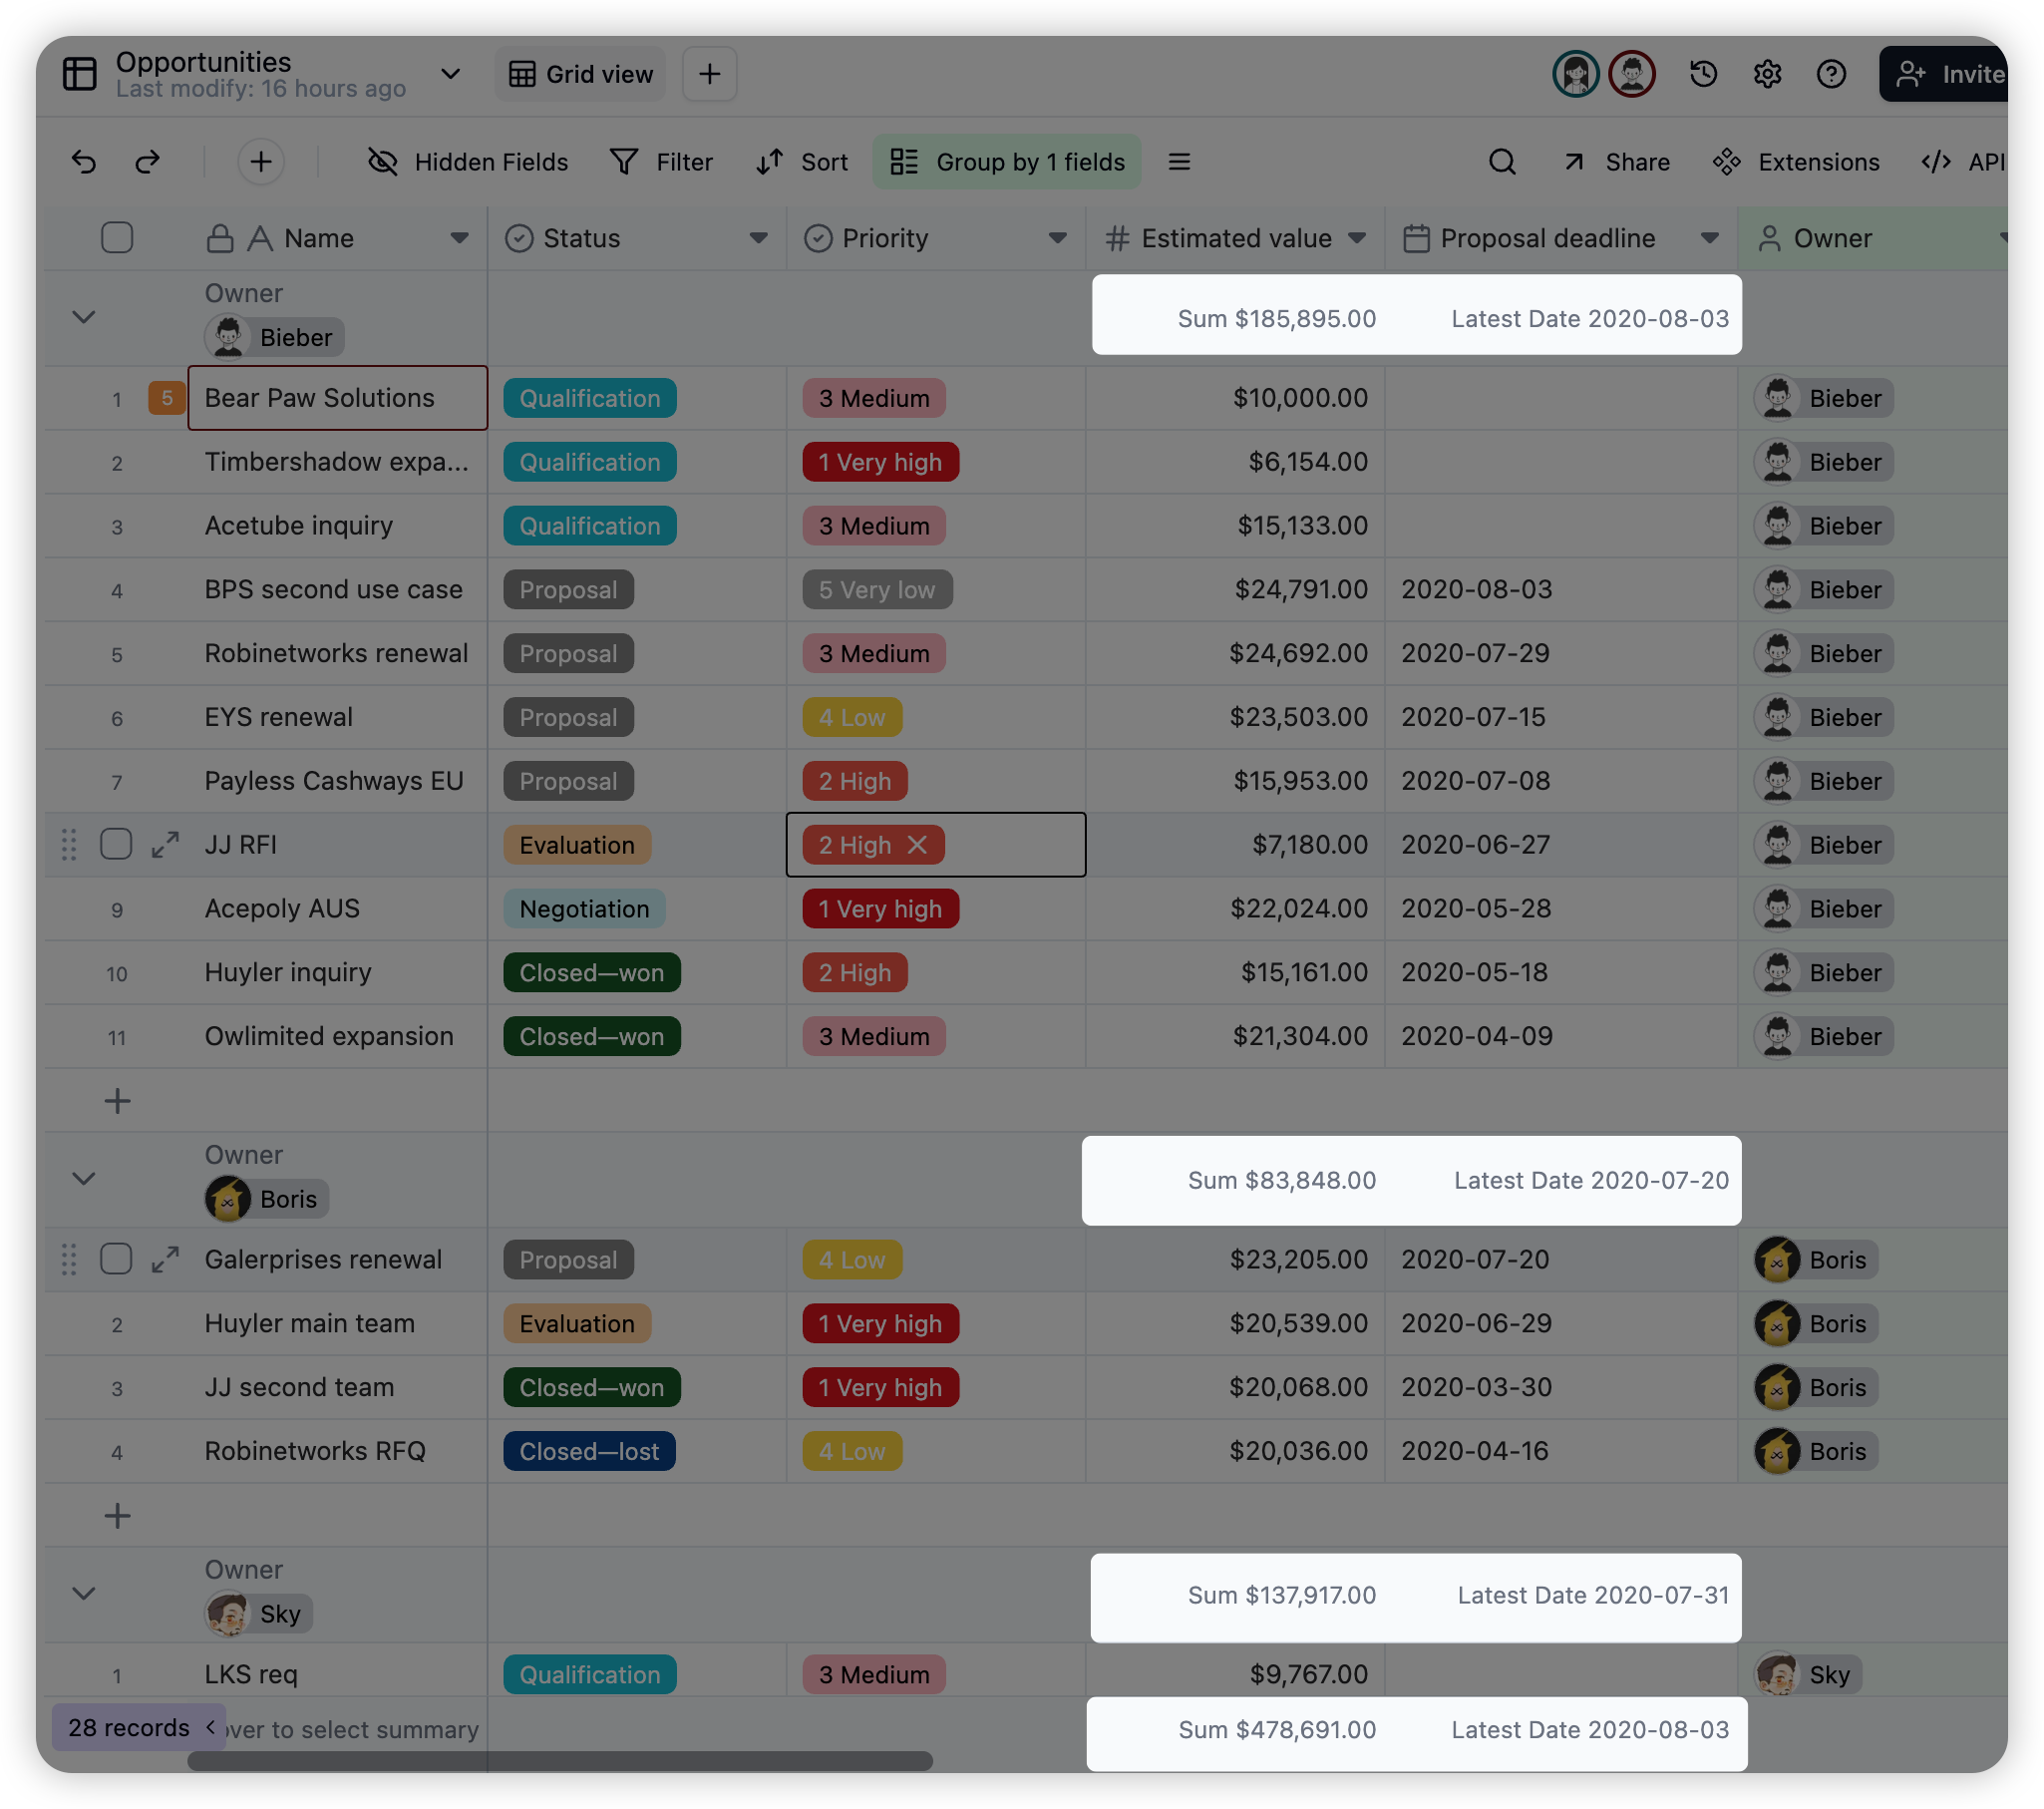 Opportunities
Last modify: 16 hours ago
Grid view
Invite
Hidden Fields
Filter
Sort
Group by 1 fields
Share
Extensions
API
Name
Status
Priority
Estimated value
Proposal deadline
Owner
Owner
Bieber
Sum $185,895.00 Latest Date 2020-08-03
1 5 Bear Paw Solutions Qualification 3 Medium $10,000.00 Bieber
2 Timbershadow expa... Qualification 1 Very high $6,154.00 Bieber
3 Acetube inquiry Qualification 3 Medium $15,133.00 Bieber
4 BPS second use case Proposal 5 Very low $24,791.00 2020-08-03 Bieber
5 Robinetworks renewal Proposal 3 Medium $24,692.00 2020-07-29 Bieber
6 EYS renewal Proposal 4 Low $23,503.00 2020-07-15 Bieber
7 Payless Cashways EU Proposal 2 High $15,953.00 2020-07-08 Bieber
JJ RFI Evaluation 2 High $7,180.00 2020-06-27 Bieber
9 Acepoly AUS Negotiation 1 Very high $22,024.00 2020-05-28 Bieber
10 Huyler inquiry Closed—won 2 High $15,161.00 2020-05-18 Bieber
11 Owlimited expansion Closed—won 3 Medium $21,304.00 2020-04-09 Bieber
Owner
Boris
Sum $83,848.00 Latest Date 2020-07-20
Galerprises renewal Proposal 4 Low $23,205.00 2020-07-20 Boris
2 Huyler main team Evaluation 1 Very high $20,539.00 2020-06-29 Boris
3 JJ second team Closed—won 1 Very high $20,068.00 2020-03-30 Boris
4 Robinetworks RFQ Closed—lost 4 Low $20,036.00 2020-04-16 Boris
Owner
Sky
Sum $137,917.00 Latest Date 2020-07-31
1 LKS req Qualification 3 Medium $9,767.00 Sky
28 records over to select summary Sum $478,691.00 Latest Date 2020-08-03